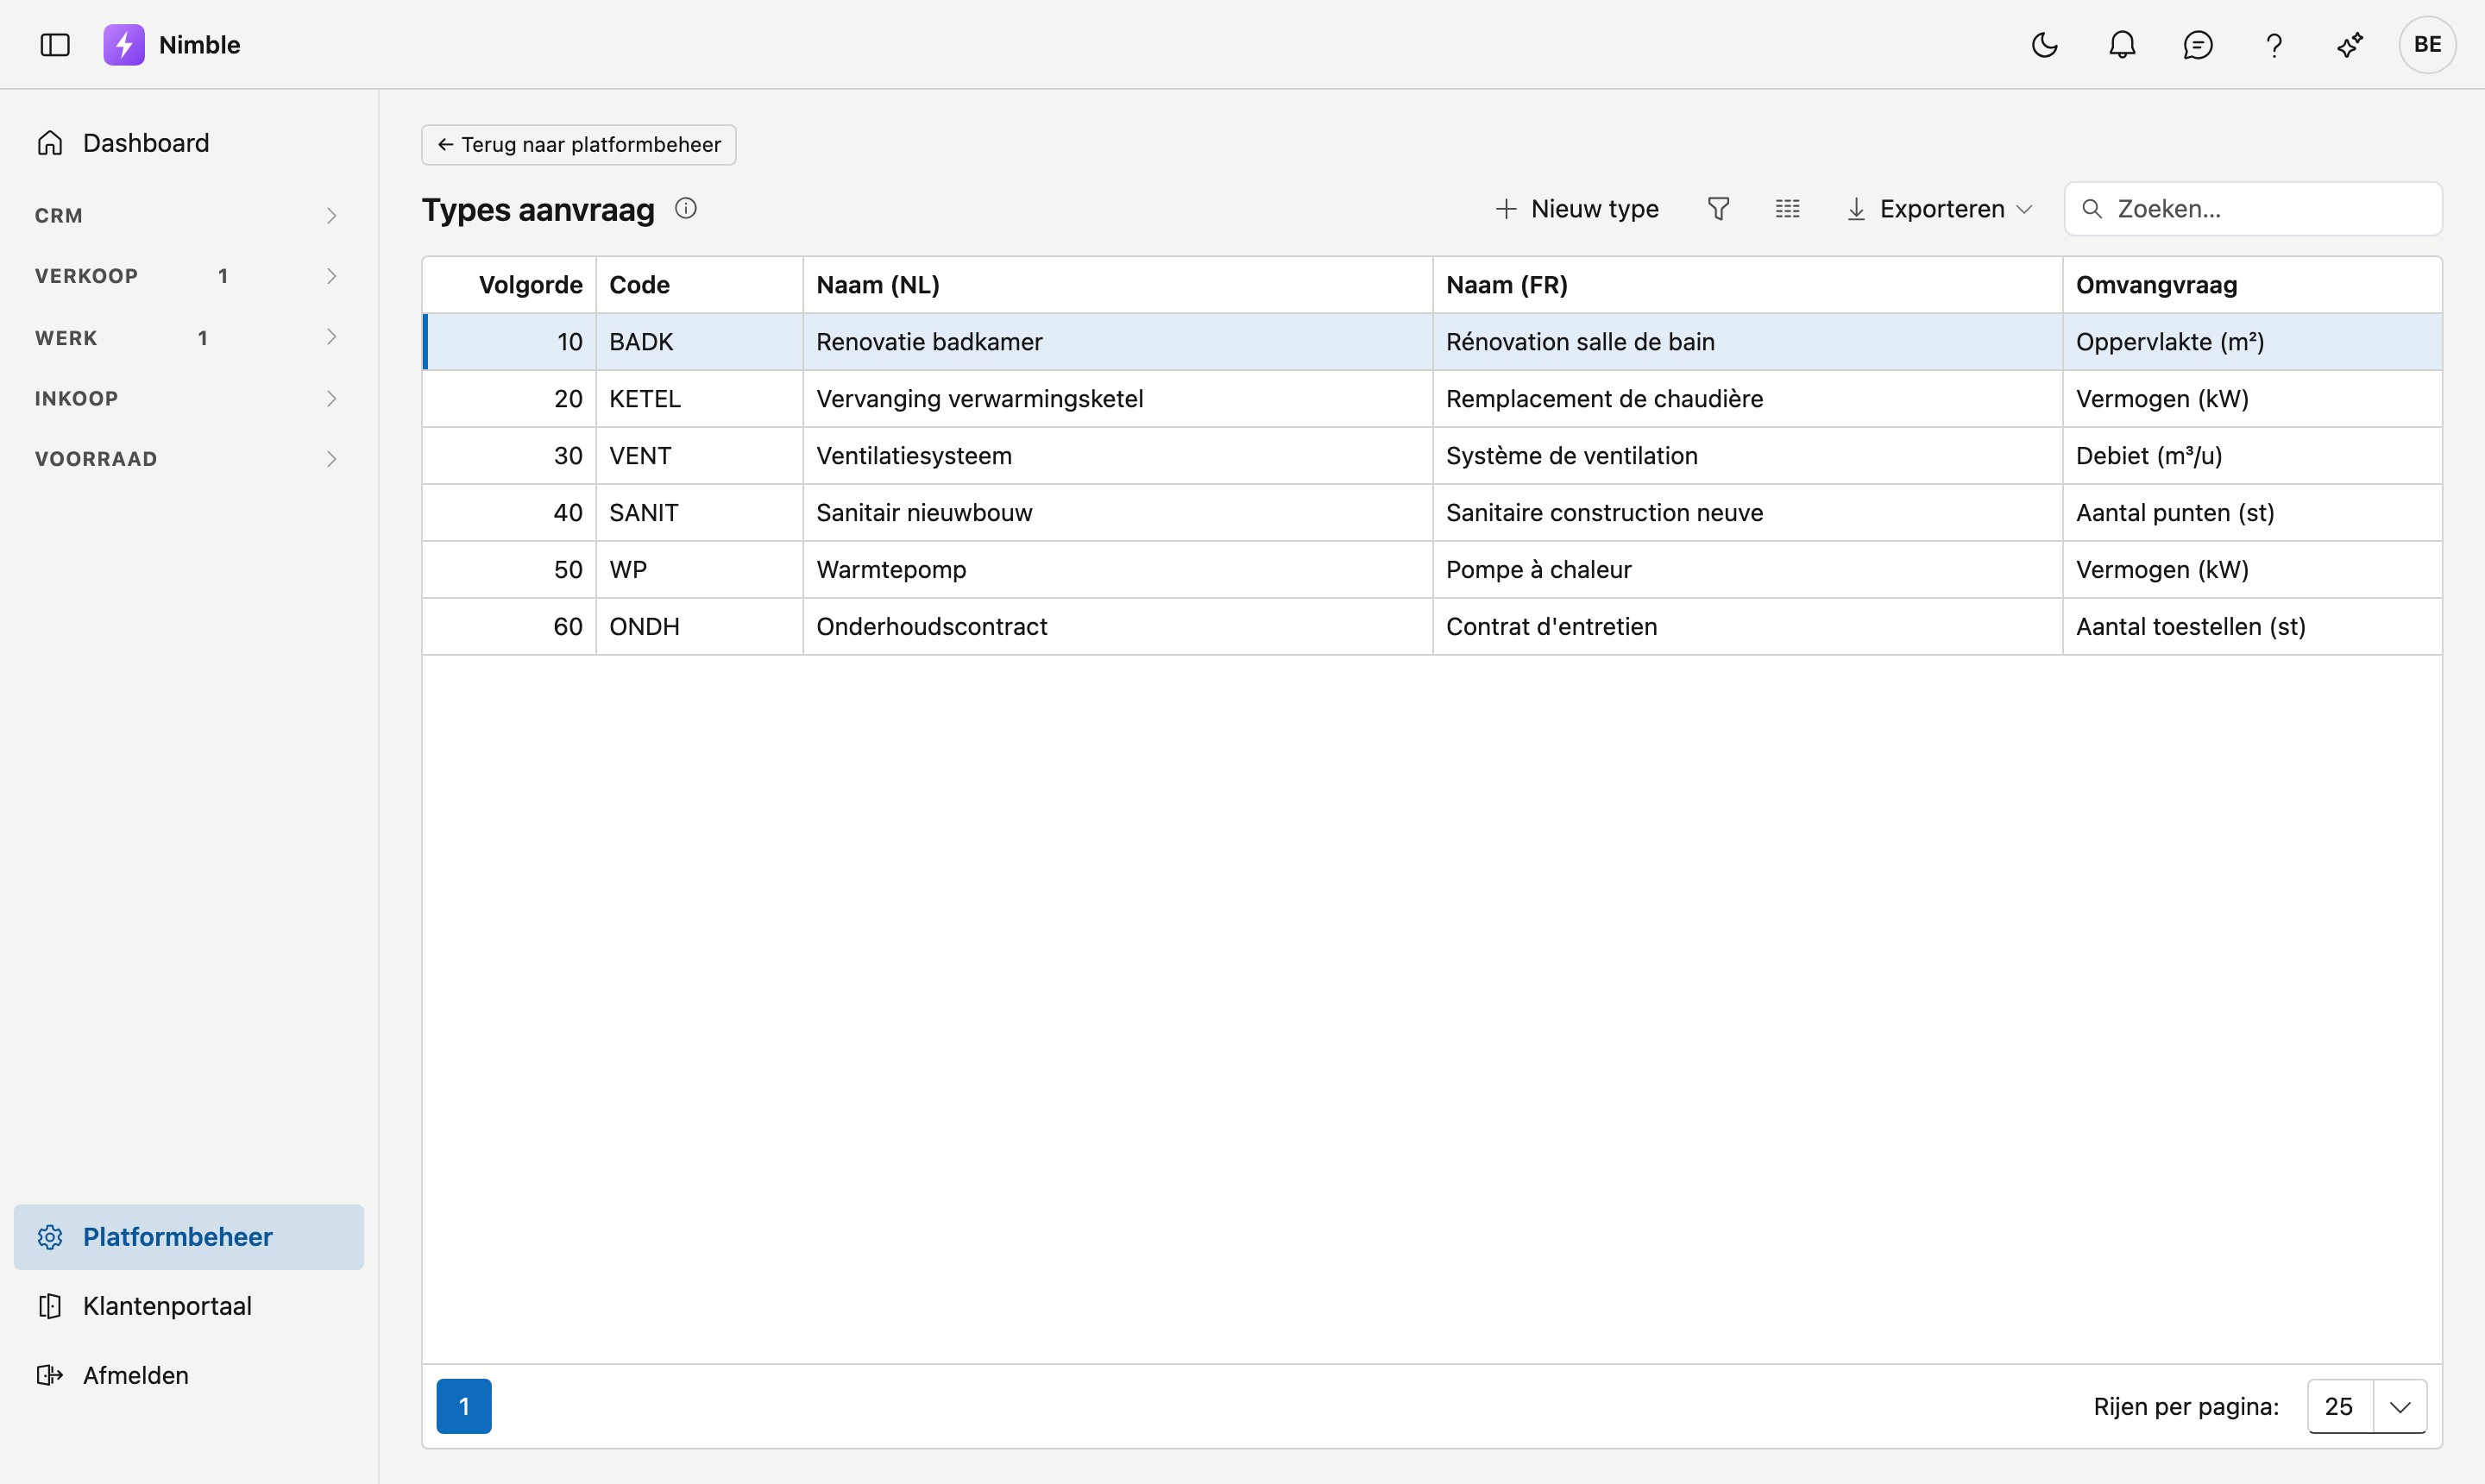 Nimble
BE
Dashboard
CRM
VERKOOP 1
WERK 1
INKOOP
VOORRAAD
Platformbeheer
Klantenportaal
Afmelden
← Terug naar platformbeheer
Types aanvraag
Nieuw type
Exporteren
Zoeken...
Volgorde Code Naam (NL) Naam (FR) Omvangvraag
10 BADK Renovatie badkamer Rénovation salle de bain Oppervlakte (m²)
20 KETEL Vervanging verwarmingsketel Remplacement de chaudière Vermogen (kW)
30 VENT Ventilatiesysteem Système de ventilation Debiet (m³/u)
40 SANIT Sanitair nieuwbouw Sanitaire construction neuve Aantal punten (st)
50 WP Warmtepomp Pompe à chaleur Vermogen (kW)
60 ONDH Onderhoudscontract Contrat d'entretien Aantal toestellen (st)
1
Rijen per pagina: 25